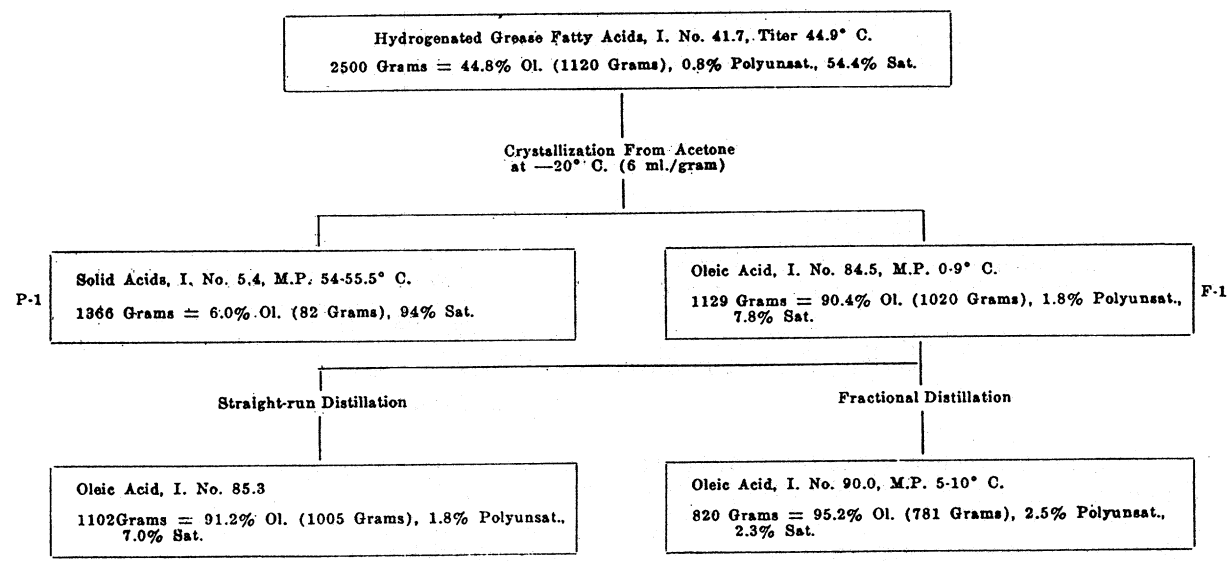 Hydrogenated Grease Fatty Acids, I. No. 41.7, Titer 44.9° C.
2500 Grams = 44.8% Ol. (1120 Grams), 0.8% Polyunsat., 54.4% Sat.
Crystallization From Acetone
at —20° C. (6 ml./gram)
P-1
Solid Acids, I. No. 5.4, M.P. 54-55.5° C.
1366 Grams = 6.0% Ol. (82 Grams), 94% Sat.
Oleic Acid, I. No. 84.5, M.P. 0-9° C.
1129 Grams = 90.4% Ol. (1020 Grams), 1.8% Polyunsat.,
7.8% Sat.
F-1
Straight-run Distillation
Fractional Distillation
Oleic Acid, I. No. 85.3
1102Grams = 91.2% Ol. (1005 Grams), 1.8% Polyunsat.,
7.0% Sat.
Oleic Acid, I. No. 90.0, M.P. 5-10° C.
820 Grams = 95.2% Ol. (781 Grams), 2.5% Polyunsat.,
2.3% Sat.